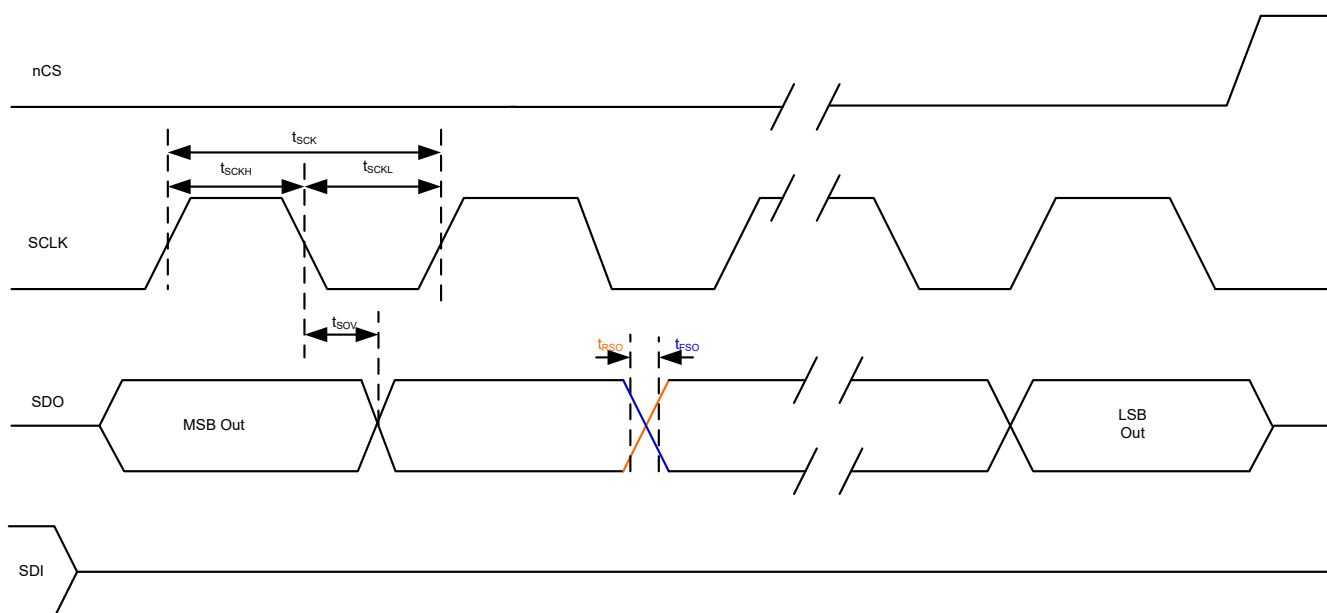 nCS
tSCK
tSCKH
tSCKL
SCLK
tSOV
tRSO
tFSO
SDO
MSB Out
LSB
Out
SDI